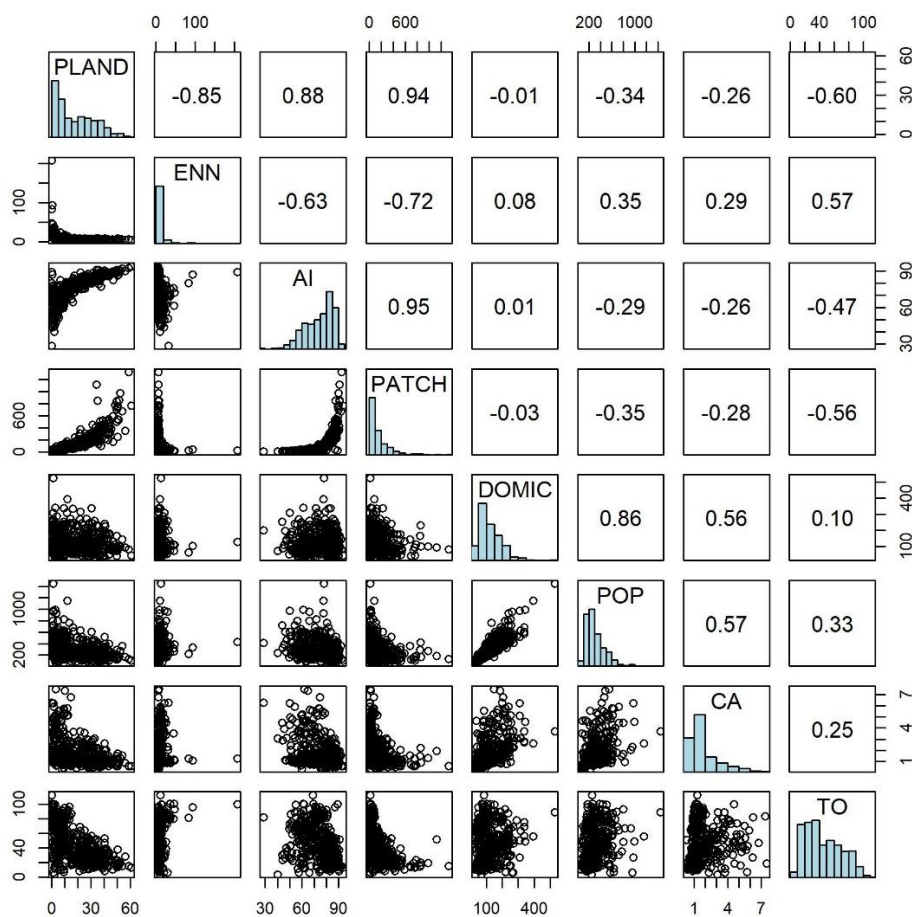 0 100 0 600 200 1000 0 40 100
PLAND -0.85 0.88 0.94 -0.01 -0.34 -0.26 -0.60 0 30 60
0 100 ENN -0.63 -0.72 0.08 0.35 0.29 0.57
AI 0.95 0.01 -0.29 -0.26 -0.47 30 60 90
0 600 PATCH -0.03 -0.35 -0.28 -0.56
DOMIC 0.86 0.56 0.10 100 400
200 1000 POP 0.57 0.33
CA 0.25 1 4 7
0 40 100 TO
0 30 60 30 60 90 100 400 1 4 7